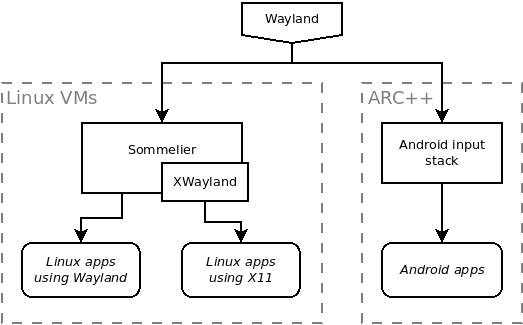 Wayland
Linux VMs
ARC++
Sommelier
XWayland
Android input
stack
Linux apps
using Wayland
Linux apps
using X11
Android apps